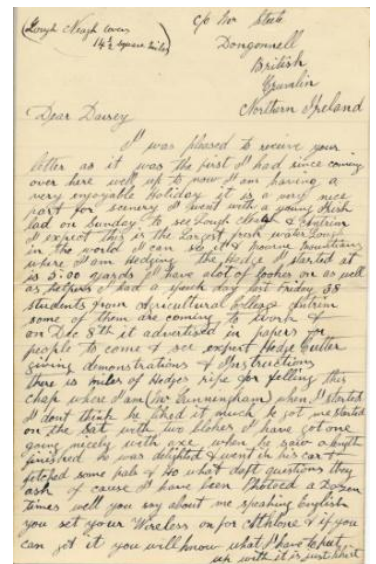 (Lough Neagh covers
14½ square miles)
c/o Mr Steele
Dongonnell
British
Crumlin
Northern Ireland
Dear Dairey
I was pleased to receive your
letter as it was the first I had since coming
over here well up to now I am having a
very enjoyable Holiday it is a very nice
part for scenery I went with a young Irish
lad on Sunday to see Lough Neagh & Antrim
I expect this is the Largest fresh water Lough
in the world I can see it & Mourne Mountains
where I am Hedging the Hedge I started at
is 300 yards I have alot of looker on as well
as helpers I had a quick day last Friday 38
students from Agricultural College Antrim
some of them are coming to work &
on Dec 8th it advertised in papers for
people to come & see expert Hedge Cutter
giving demonstrations & Instructions
there is miles of Hedges ripe for felling this
chap where I am (Mr Cunningham) when I started
I dont think he liked it much he got me started
on the Sat with two blokes I have got one
going nicely with axe when he saw a length
finished he was delighted & went in his car &
fetched some pals & Ho what daft questions they
ask of cause I have been Photoed a Dozen
times well you say about me speaking English
you set your Wireless on for Athlone & if you
can get it you will know what I have to put
up with it is just